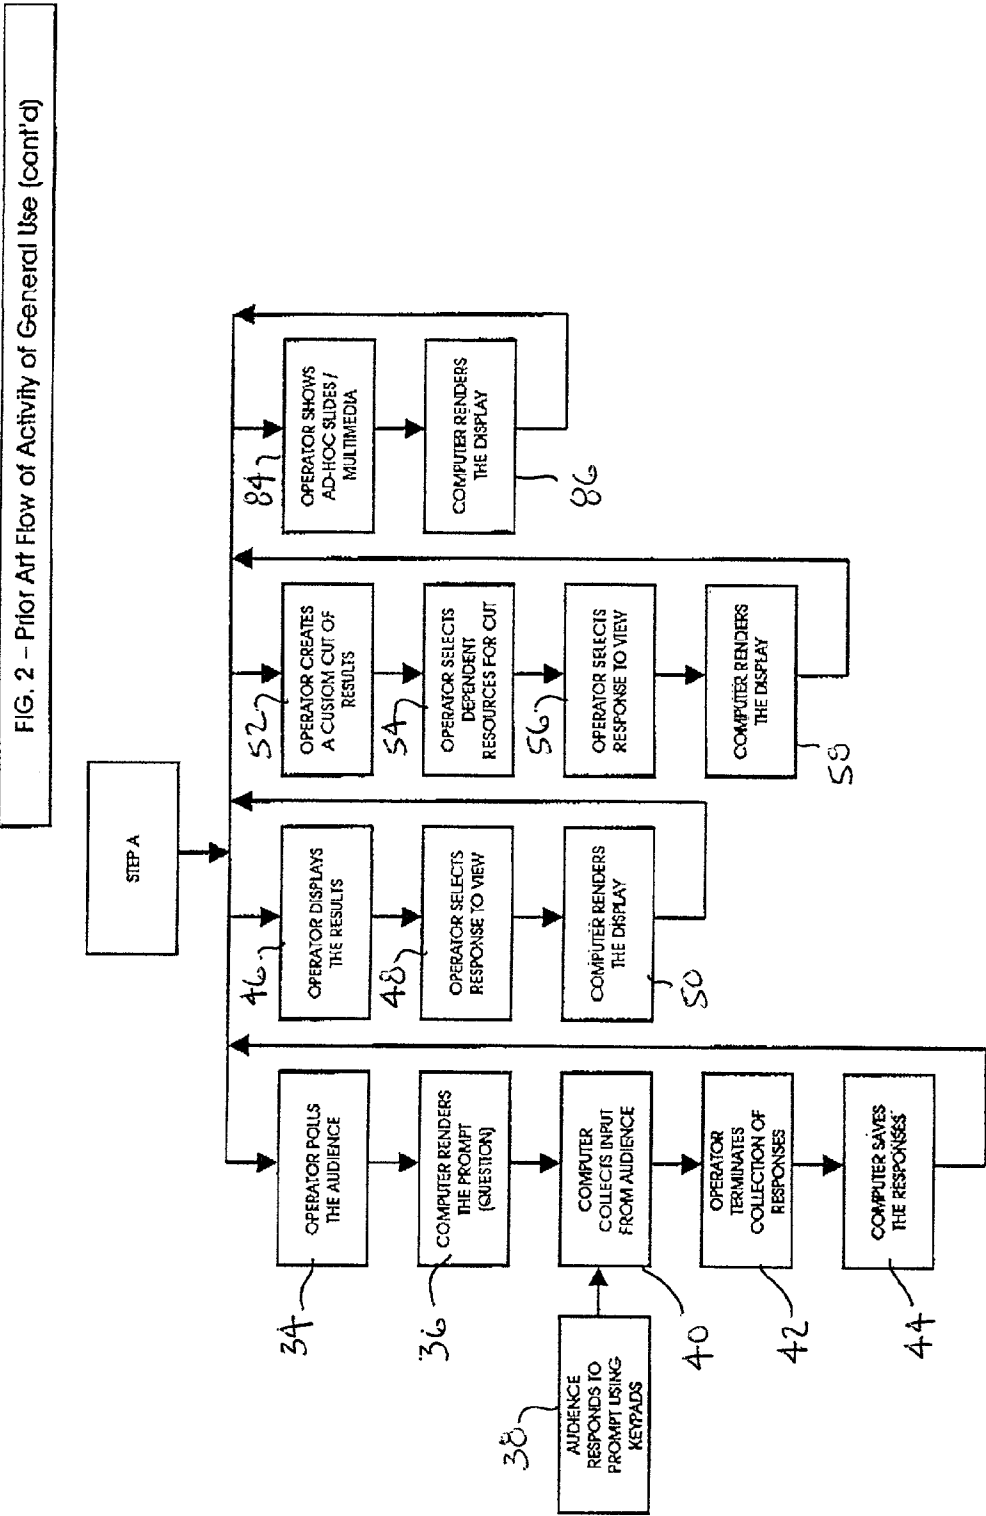 FIG. 2 – Prior Art Flow of Activity of General Use (cont'd)
STEP A
34
OPERATOR POLLS
THE AUDIENCE
36
COMPUTER RENDERS
THE PROMPT
(QUESTION)
38
AUDIENCE
RESPONDS TO
PROMPT USING
KEYPADS
40
COMPUTER
COLLECTS INPUT
FROM AUDIENCE
42
OPERATOR
TERMINATES
COLLECTION OF
RESPONSES
44
COMPUTER SAVES
THE RESPONSES
46
OPERATOR DISPLAYS
THE RESULTS
48
OPERATOR SELECTS
RESPONSE TO VIEW
50
COMPUTER RENDERS
THE DISPLAY
52
OPERATOR CREATES
A CUSTOM CUT OF
RESULTS
54
OPERATOR SELECTS
DEPENDENT
RESOURCES FOR CUT
56
OPERATOR SELECTS
RESPONSE TO VIEW
58
COMPUTER RENDERS
THE DISPLAY
84
OPERATOR SHOWS
AD-HOC SLIDES /
MULTIMEDIA
86
COMPUTER RENDERS
THE DISPLAY